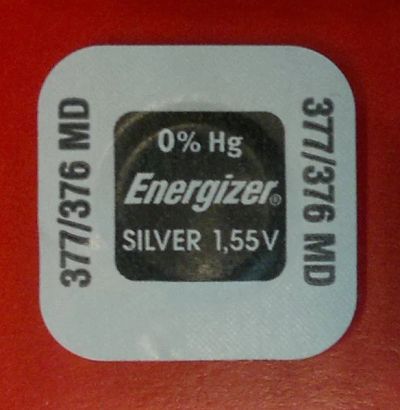 377/376 MD
0% Hg
Energizer®
SILVER 1,55V
377/376 MD